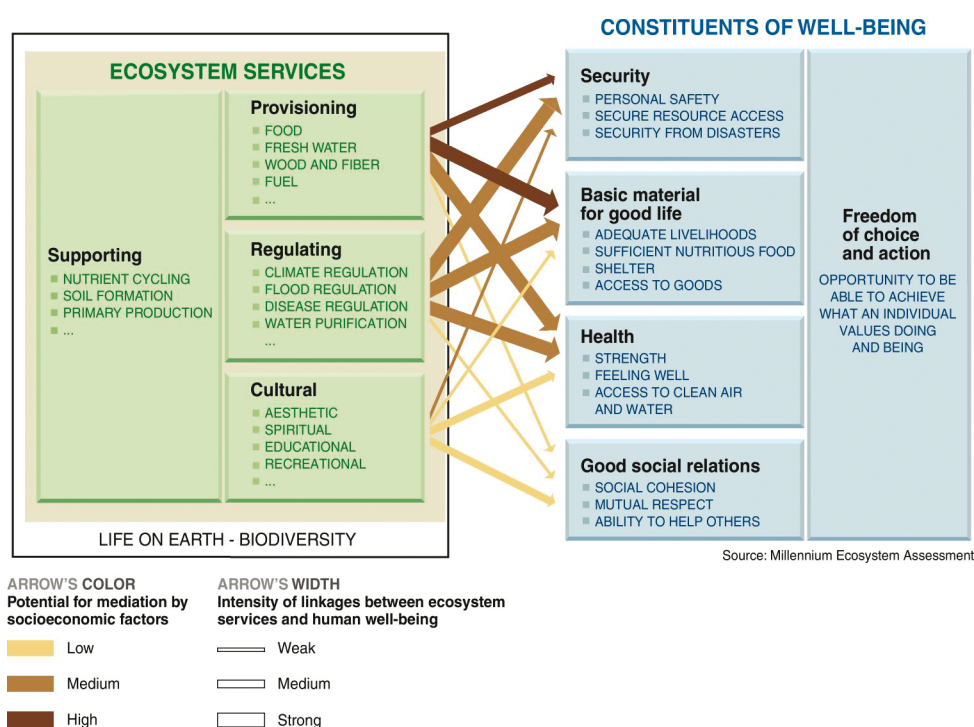 ECOSYSTEM SERVICES
Supporting
NUTRIENT CYCLING
SOIL FORMATION
PRIMARY PRODUCTION
...
Provisioning
FOOD
FRESH WATER
WOOD AND FIBER
FUEL
...
Regulating
CLIMATE REGULATION
FLOOD REGULATION
DISEASE REGULATION
WATER PURIFICATION
...
Cultural
AESTHETIC
SPIRITUAL
EDUCATIONAL
RECREATIONAL
...
LIFE ON EARTH - BIODIVERSITY
CONSTITUENTS OF WELL-BEING
Security
PERSONAL SAFETY
SECURE RESOURCE ACCESS
SECURITY FROM DISASTERS
Basic material
for good life
ADEQUATE LIVELIHOODS
SUFFICIENT NUTRITIOUS FOOD
SHELTER
ACCESS TO GOODS
Health
STRENGTH
FEELING WELL
ACCESS TO CLEAN AIR
AND WATER
Good social relations
SOCIAL COHESION
MUTUAL RESPECT
ABILITY TO HELP OTHERS
Freedom
of choice
and action
OPPORTUNITY TO BE
ABLE TO ACHIEVE
WHAT AN INDIVIDUAL
VALUES DOING
AND BEING
Source: Millennium Ecosystem Assessment
ARROW'S COLOR
Potential for mediation by
socioeconomic factors
Low
Medium
High
ARROW'S WIDTH
Intensity of linkages between ecosystem
services and human well-being
Weak
Medium
Strong